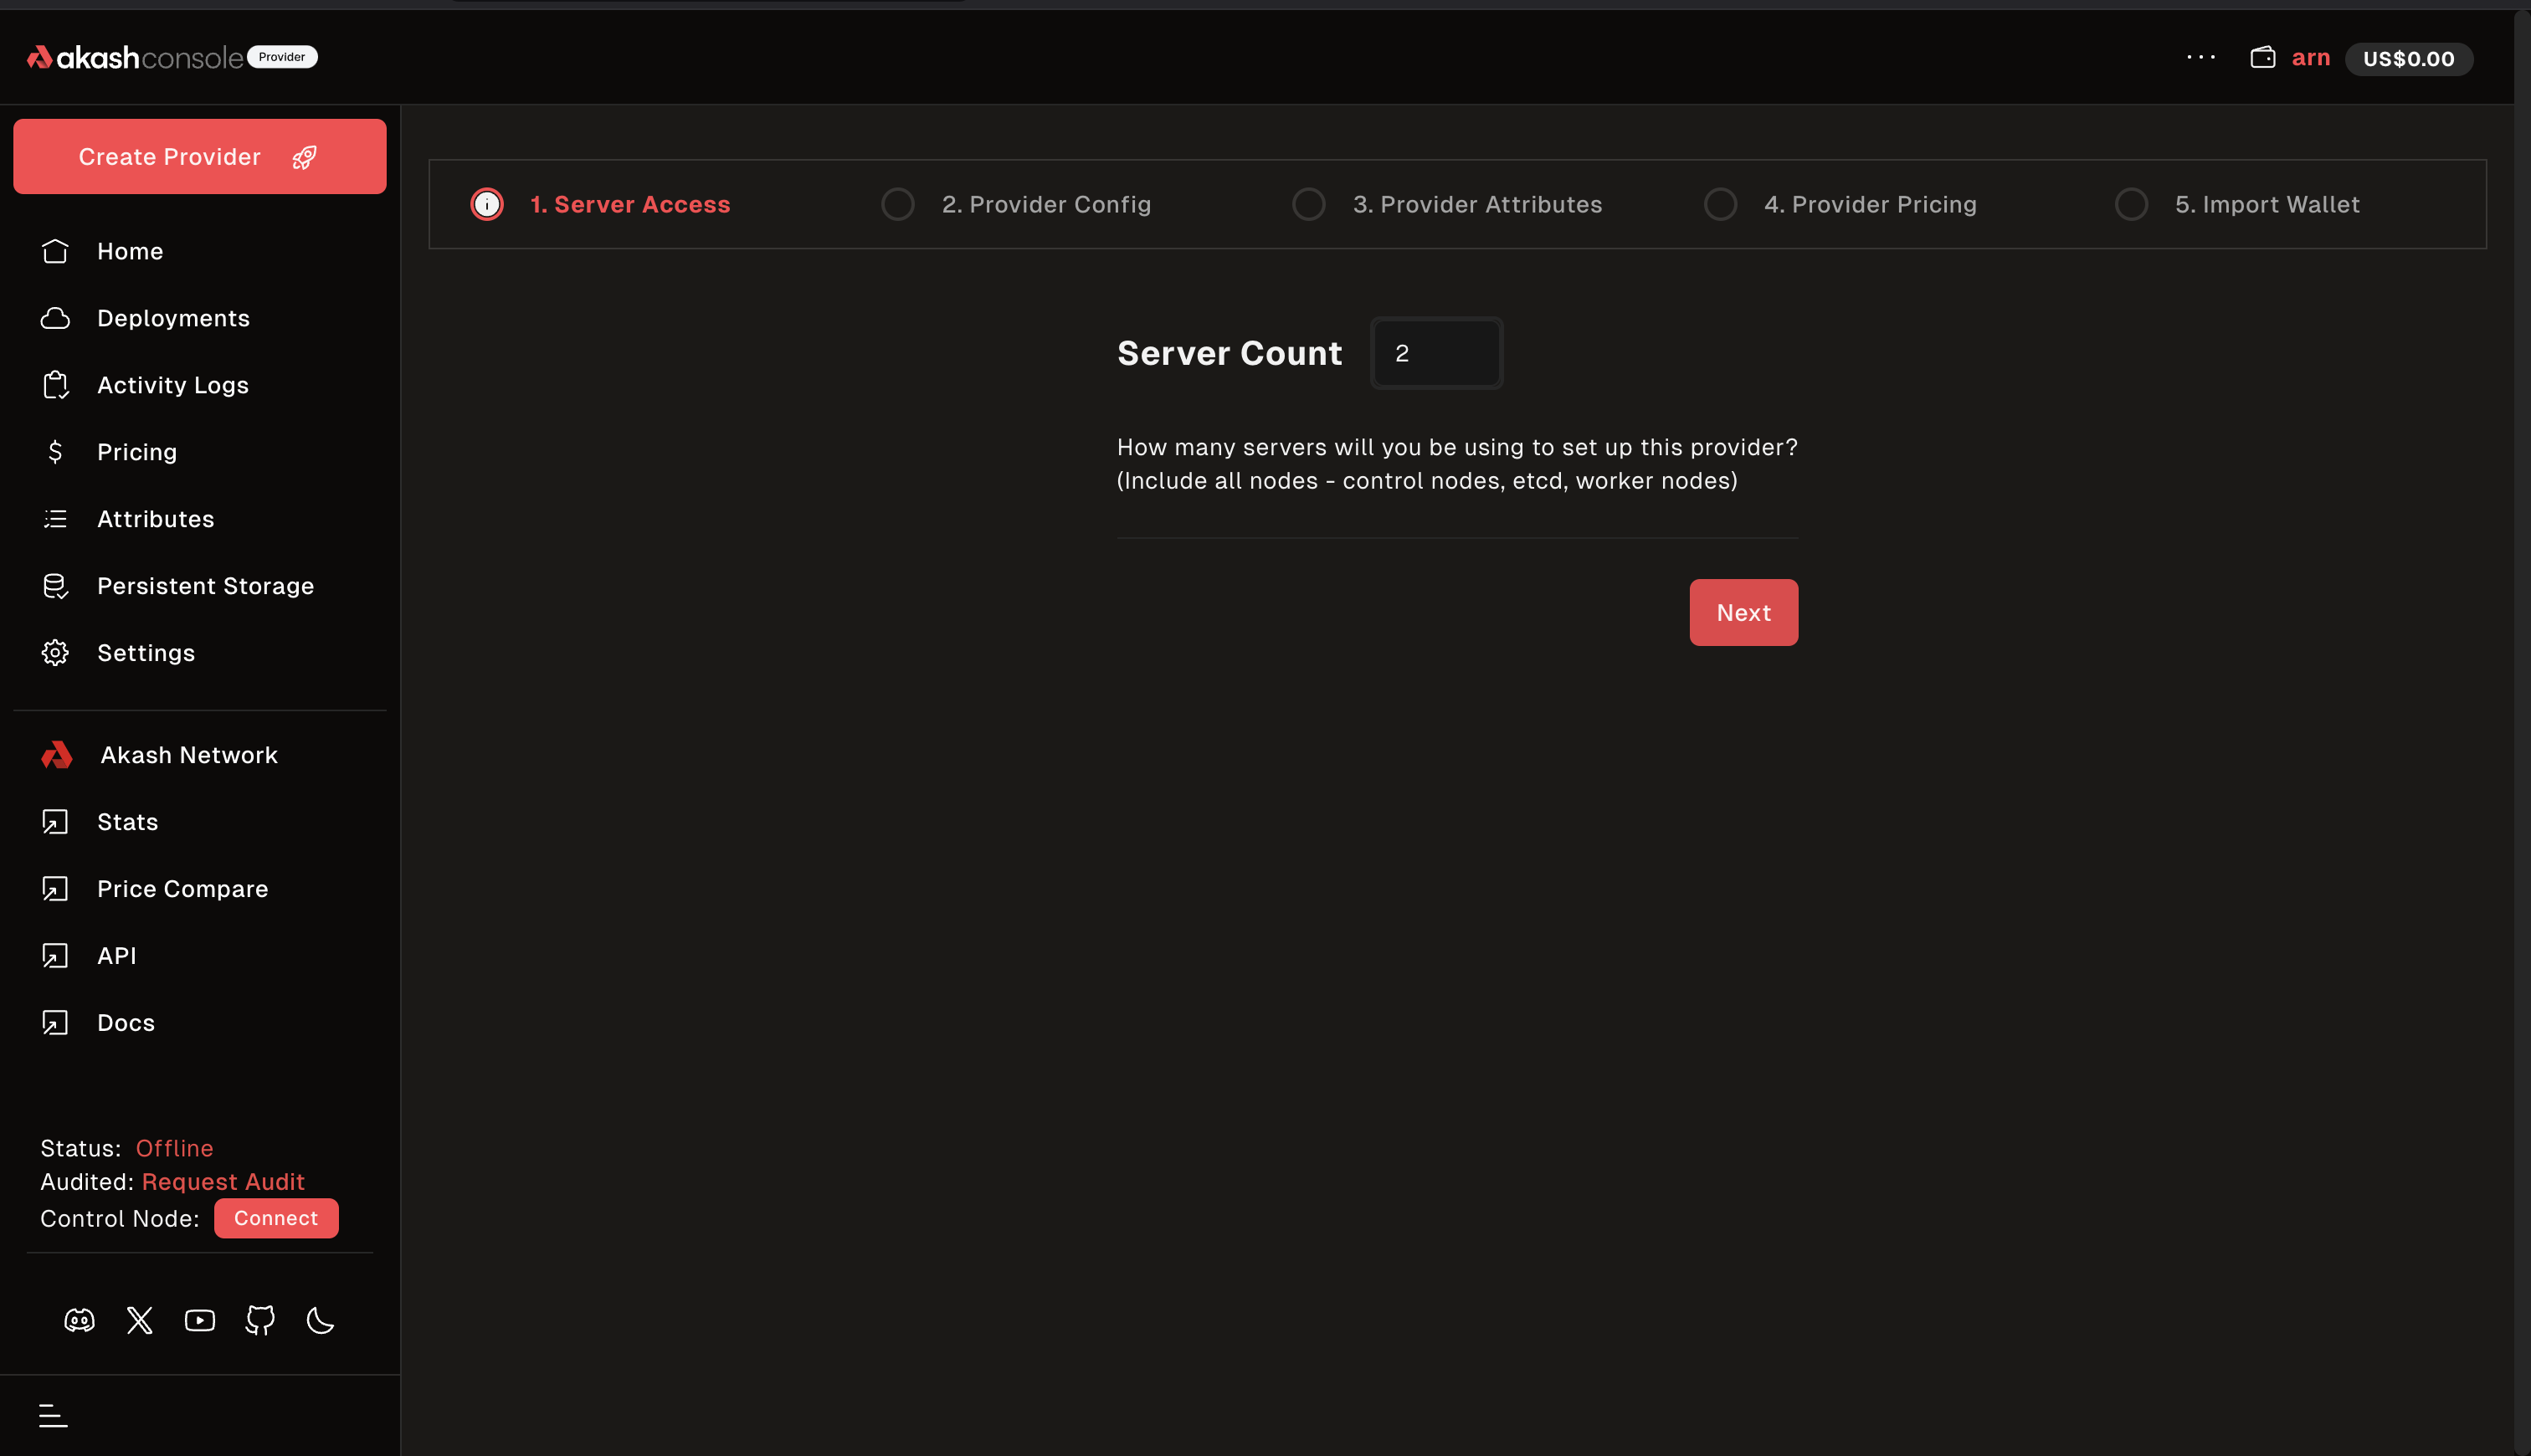 akashconsole Provider
... arn US$0.00
Create Provider
Home
Deployments
Activity Logs
Pricing
Attributes
Persistent Storage
Settings
Akash Network
Stats
Price Compare
API
Docs
Status: Offline
Audited: Request Audit
Control Node: Connect
1. Server Access
2. Provider Config
3. Provider Attributes
4. Provider Pricing
5. Import Wallet
Server Count 2
How many servers will you be using to set up this provider?
(Include all nodes - control nodes, etcd, worker nodes)
Next